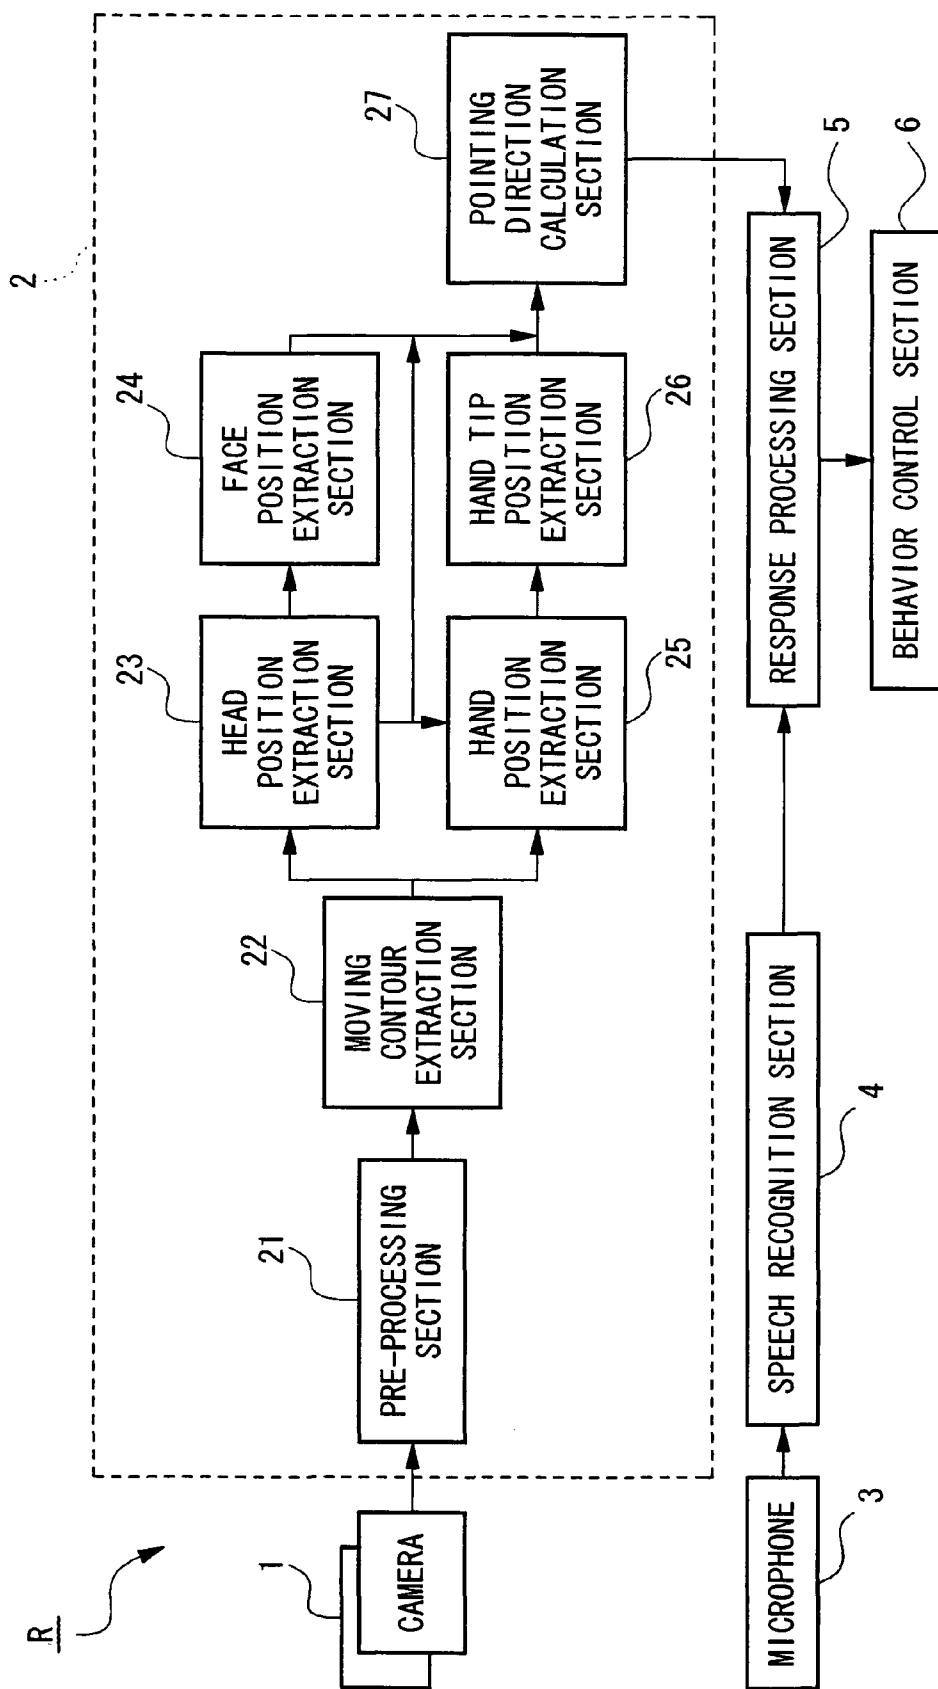 R
1
CAMERA
2
21
PRE-PROCESSING
SECTION
22
MOVING
CONTOUR
EXTRACTION
SECTION
23
HEAD
POSITION
EXTRACTION
SECTION
24
FACE
POSITION
EXTRACTION
SECTION
HAND
POSITION
EXTRACTION
SECTION
25
HAND TIP
POSITION
EXTRACTION
SECTION
26
27
POINTING
DIRECTION
CALCULATION
SECTION
MICROPHONE
3
SPEECH RECOGNITION SECTION
4
RESPONSE PROCESSING SECTION
5
BEHAVIOR CONTROL SECTION
6